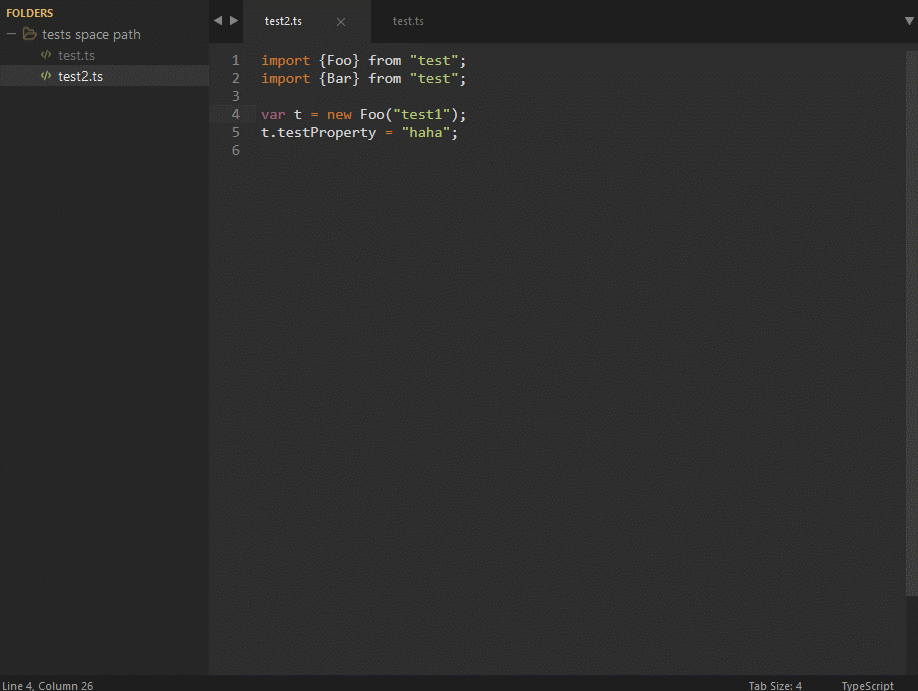 FOLDERS
tests space path
test.ts
test2.ts
test2.ts
test.ts
1 import {Foo} from "test";
2 import {Bar} from "test";
3
4 var t = new Foo("test1");
5 t.testProperty = "haha";
6
Line 4, Column 26
Tab Size: 4
TypeScript